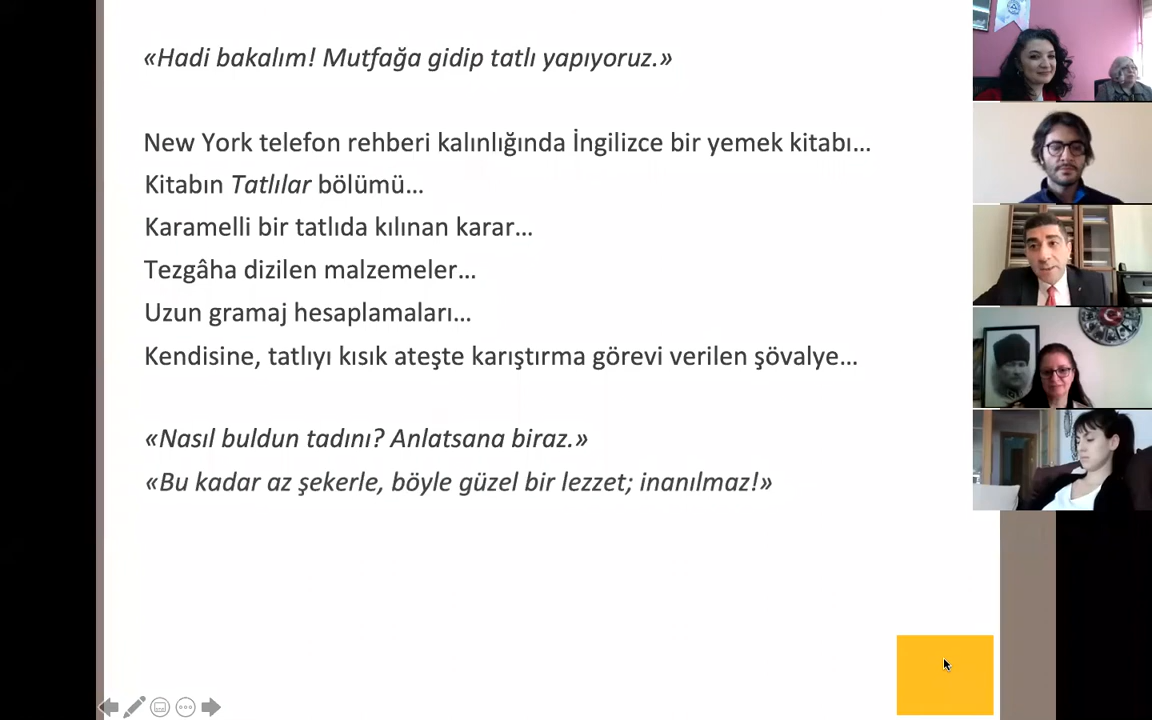 «Hadi bakalım! Mutfağa gidip tatlı yapıyoruz.»
New York telefon rehberi kalınlığında İngilizce bir yemek kitabı…
Kitabın Tatlılar bölümü…
Karamelli bir tatlıda kılınan karar…
Tezgâha dizilen malzemeler…
Uzun gramaj hesaplamaları…
Kendisine, tatlıyı kısık ateşte karıştırma görevi verilen şövalye…
«Nasıl buldun tadını? Anlatsana biraz.»
«Bu kadar az şekerle, böyle güzel bir lezzet; inanılmaz!»